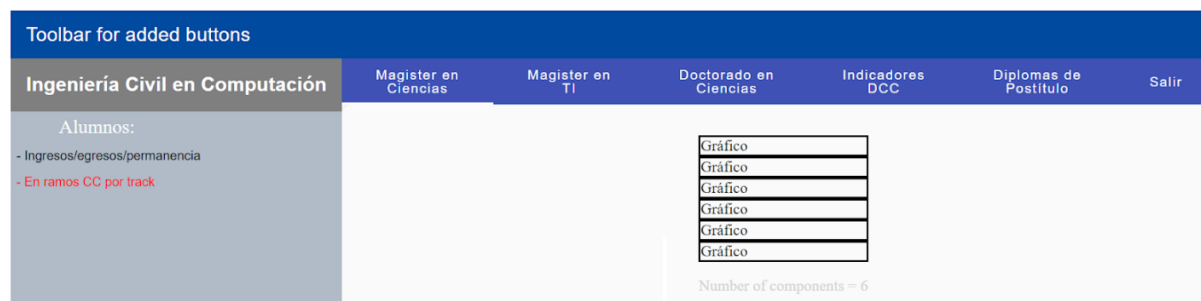 Toolbar for added buttons
Ingeniería Civil en Computación
Magister en
Ciencias
Magister en
TI
Doctorado en
Ciencias
Indicadores
DCC
Diplomas de
Postítulo
Salir
Alumnos:
- Ingresos/egresos/permanencia
- En ramos CC por track
Gráfico
Gráfico
Gráfico
Gráfico
Gráfico
Gráfico
Number of components = 6